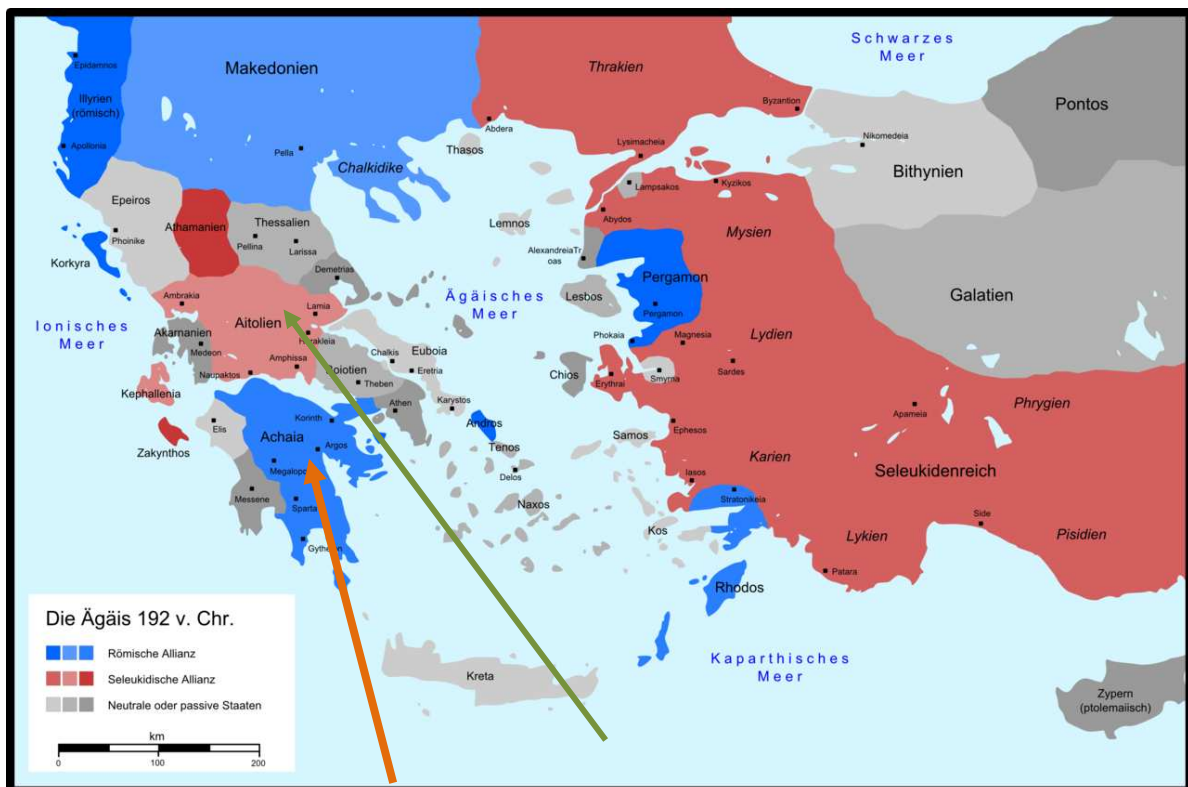 Schwarzes
Meer
Epidamnos
Makedonien
Thrakien
Illyrien
(römisch)
Byzantion
Pontos
Abdera
Apollonia
Pella
Chalkidike
Thasos
Lysimacheia
Nikomedeia
Bithynien
Lampsakos
Kyzikos
Epeiros
Athamanien
Thessalien
Lemnos
Abydos
Phoinike
Pellina
Larissa
Mysien
Korkyra
Demetrias
AlexandreiaTr
oas
Pergamon
Ägäisches
Meer
Lesbos
Galatien
Ambrakia
Lamia
Pergamon
Ionisches
Meer
Aitolien
Akarnanien
Medeon
Chalkis
Euboia
Phokaia
Magnesia
Lydien
Amphissa
Eretria
Naupaktos
Theben
Chios
Erythrai
Smyrna
Sardes
Kephallenia
Karystos
Athen
Phrygien
Apameia
Korinth
Elis
Achaia
Andros
Samos
Ephesos
Zakynthos
Argos
Tenos
Karien
Delos
Iasos
Seleukidenreich
Messene
Sparta
Naxos
Stratonikeia
Side
Kos
Lykien
Pisidien
Patara
Rhodos
Die Ägäis 192 v. Chr.
Römische Allianz
Seleukidische Allianz
Neutrale oder passive Staaten
km
0 100 200
Kaparthisches
Meer
Kreta
Zypern
(ptolemaiisch)